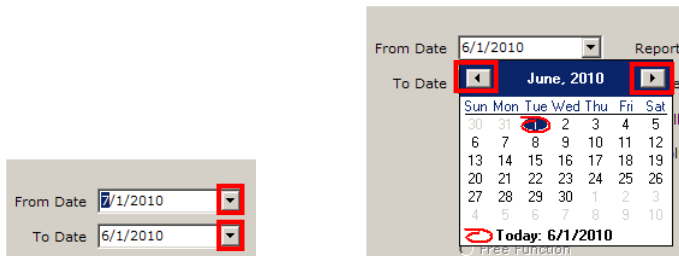 From Date 7/1/2010
To Date 6/1/2010
From Date 6/1/2010 Report
To Date
June, 2010
Sun Mon Tue Wed Thu Fri Sat
30 31 1 2 3 4 5
6 7 8 9 10 11 12
13 14 15 16 17 18 19
20 21 22 23 24 25 26
27 28 29 30 1 2 3
4 5 6 7 8 9 10
Today: 6/1/2010
Free Function